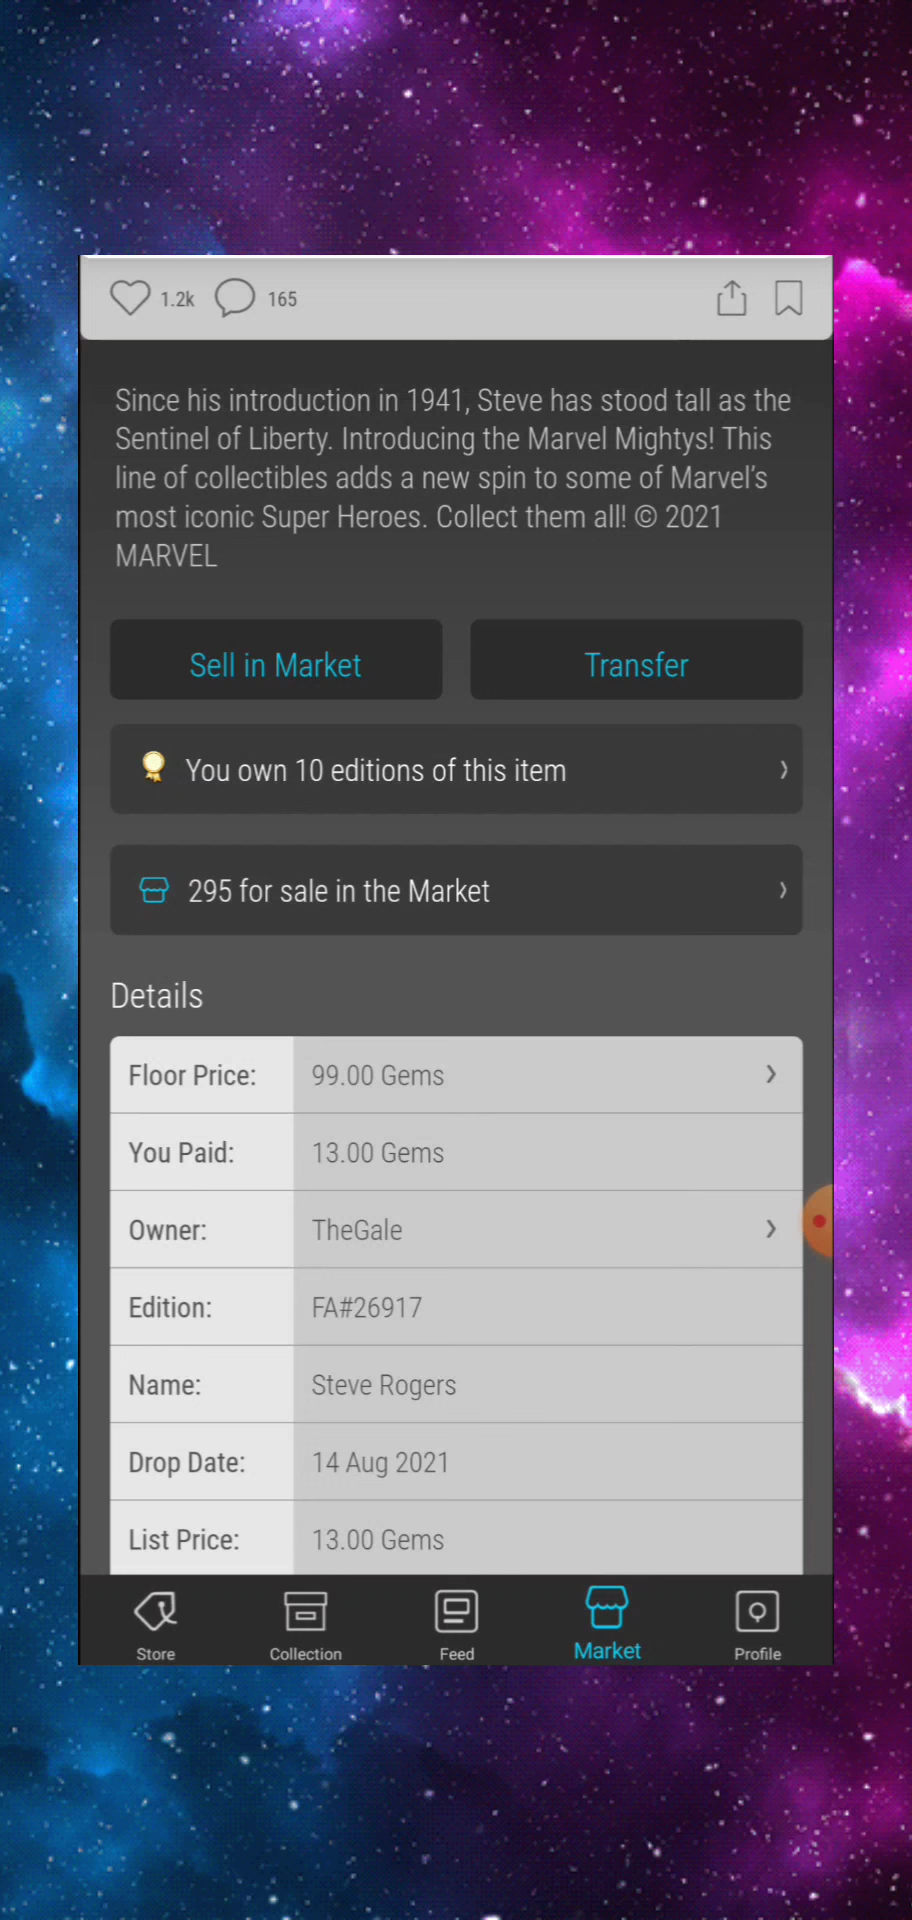 1.2k 165
Since his introduction in 1941, Steve has stood tall as the
Sentinel of Liberty. Introducing the Marvel Mightys! This
line of collectibles adds a new spin to some of Marvel's
most iconic Super Heroes. Collect them all! © 2021
MARVEL
Sell in Market Transfer
You own 10 editions of this item
295 for sale in the Market
Details
Floor Price: 99.00 Gems
You Paid: 13.00 Gems
Owner: TheGale
Edition: FA#26917
Name: Steve Rogers
Drop Date: 14 Aug 2021
List Price: 13.00 Gems
Store Collection Feed Market Profile